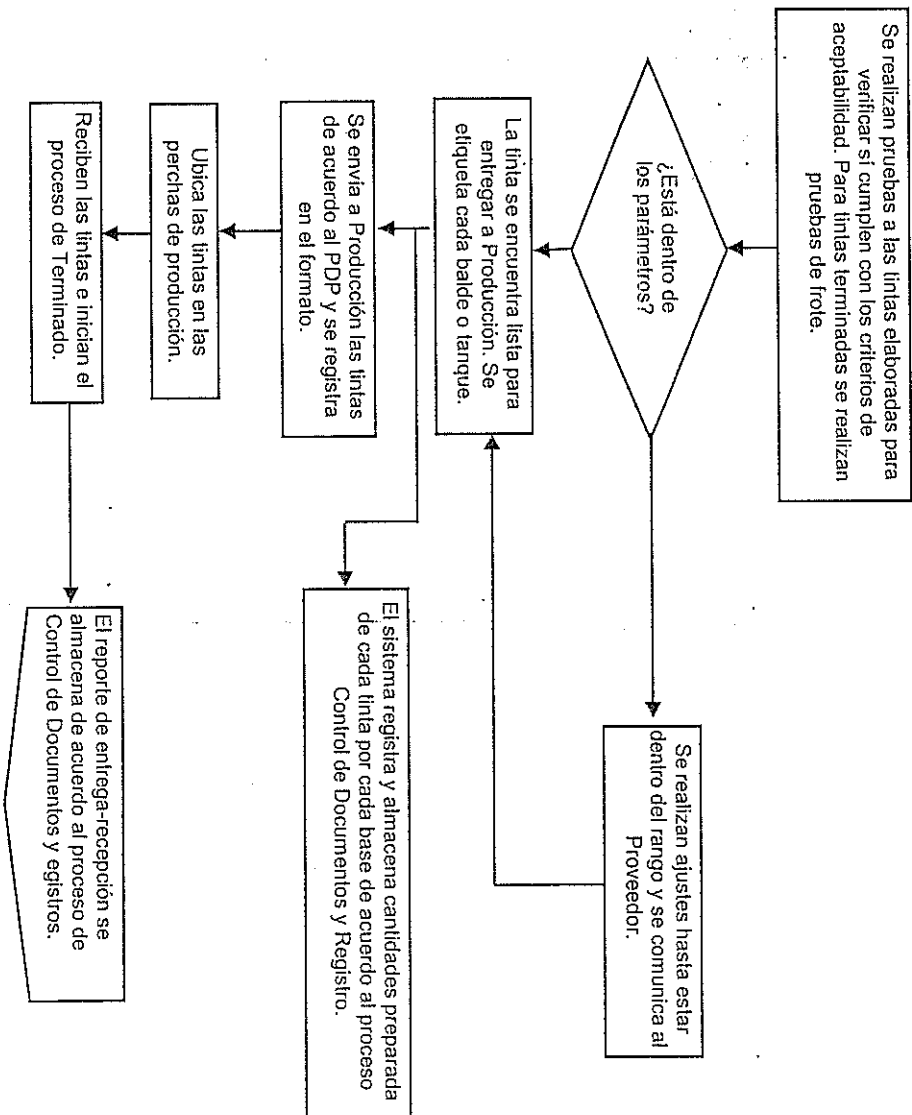 Se realizan pruebas a las tintas elaboradas para
verificar sí cumplen con los criterios de
aceptabilidad. Para tintas terminadas se realizan
pruebas de frote.
¿Está dentro de
los parámetros?
Se realizan ajustes hasta estar
dentro del rango y se comunica al
Proveedor.
La tinta se encuentra lista para
entregar a Producción. Se
etiqueta cada balde o tanque.
Se envia a Producción las tintas
de acuerdo al PDP y se registra
en el formato.
El sistema registra y almacena cantidades preparada
de cada tinta por cada base de acuerdo al proceso
Control de Documentos y Registro.
Ubica las tintas en las
perchas de producción.
Reciben las tintas e inician el
proceso de Terminado.
El reporte de entrega-recepción se
almacena de acuerdo al proceso de
Control de Documentos y egistros.